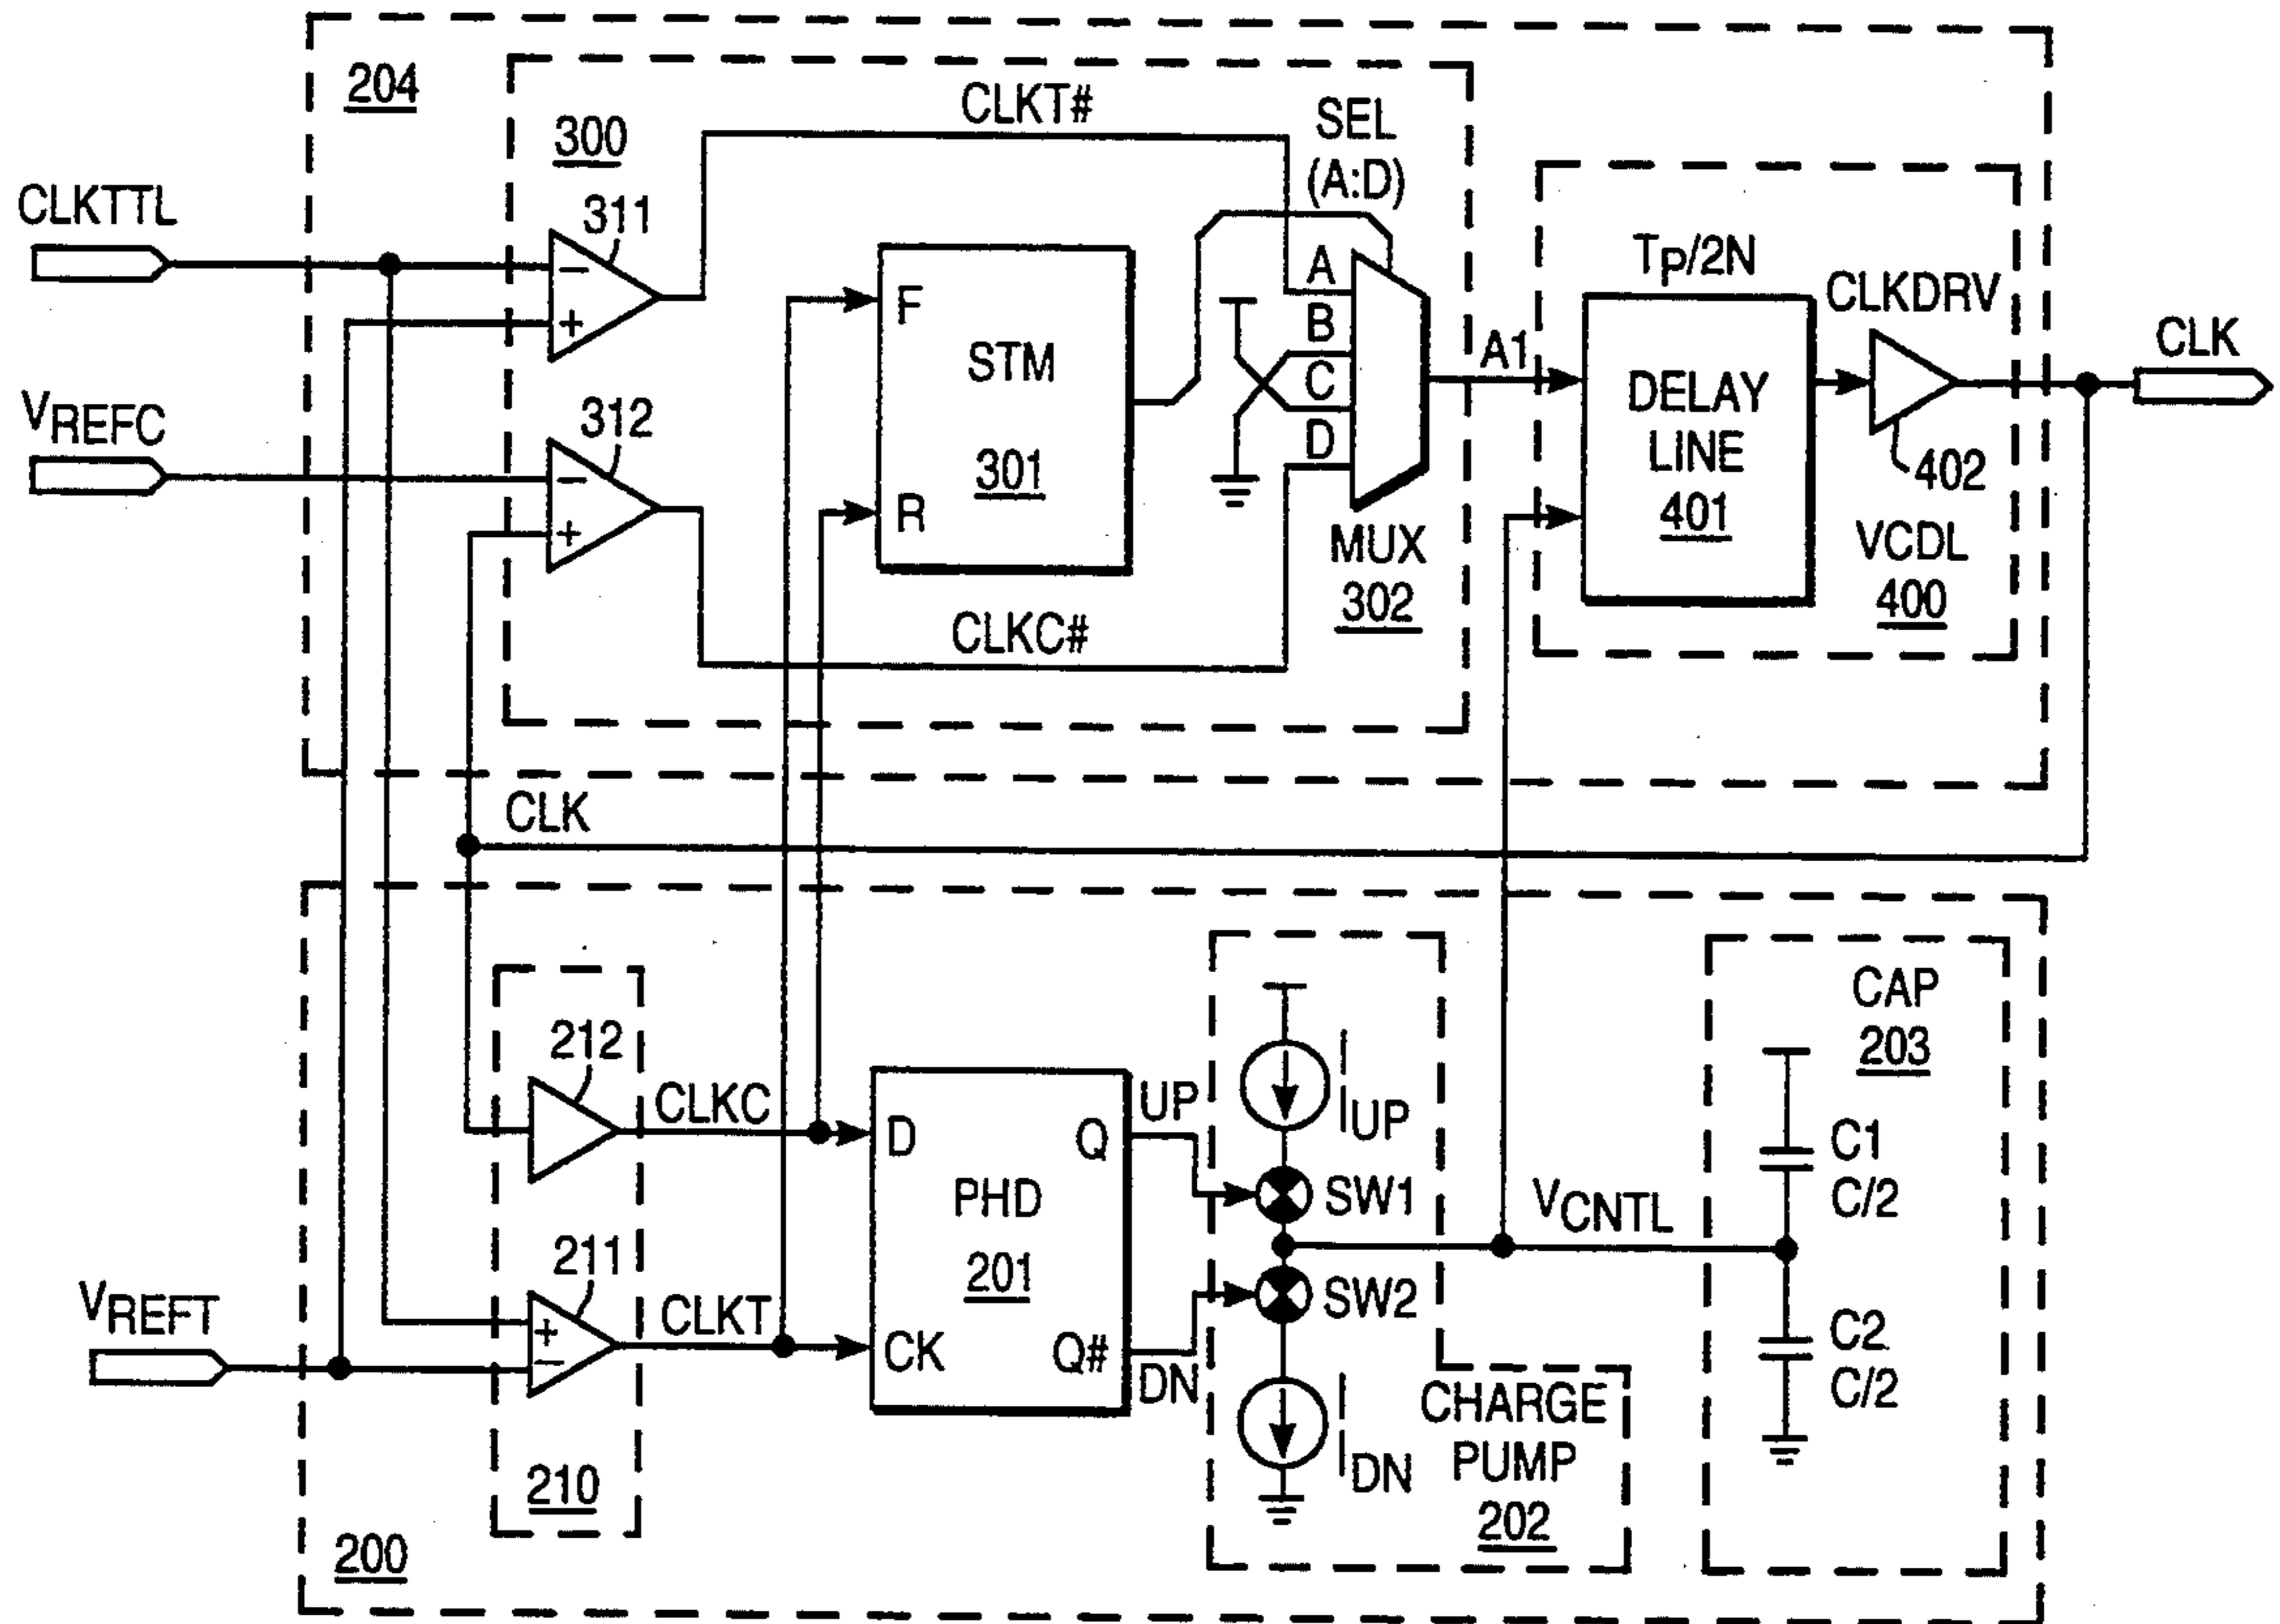 204
300
CLKT#
SEL
(A:D)
CLKTTL
311
−
+
F
STM
301
R
A
B
C
D
MUX
302
A1
TP/2N
DELAY
LINE
401
CLKDRV
402
VCDL
400
CLK
VREFC
312
−
+
CLKC#
CLK
212
CLKC
D
Q
PHD
201
CK
Q#
UP
DN
IUP
SW1
SW2
IDN
VCNTL
CAP
203
C1
C/2
C2
C/2
211
+
−
CLKT
VREFT
CHARGE
PUMP
202
210
200